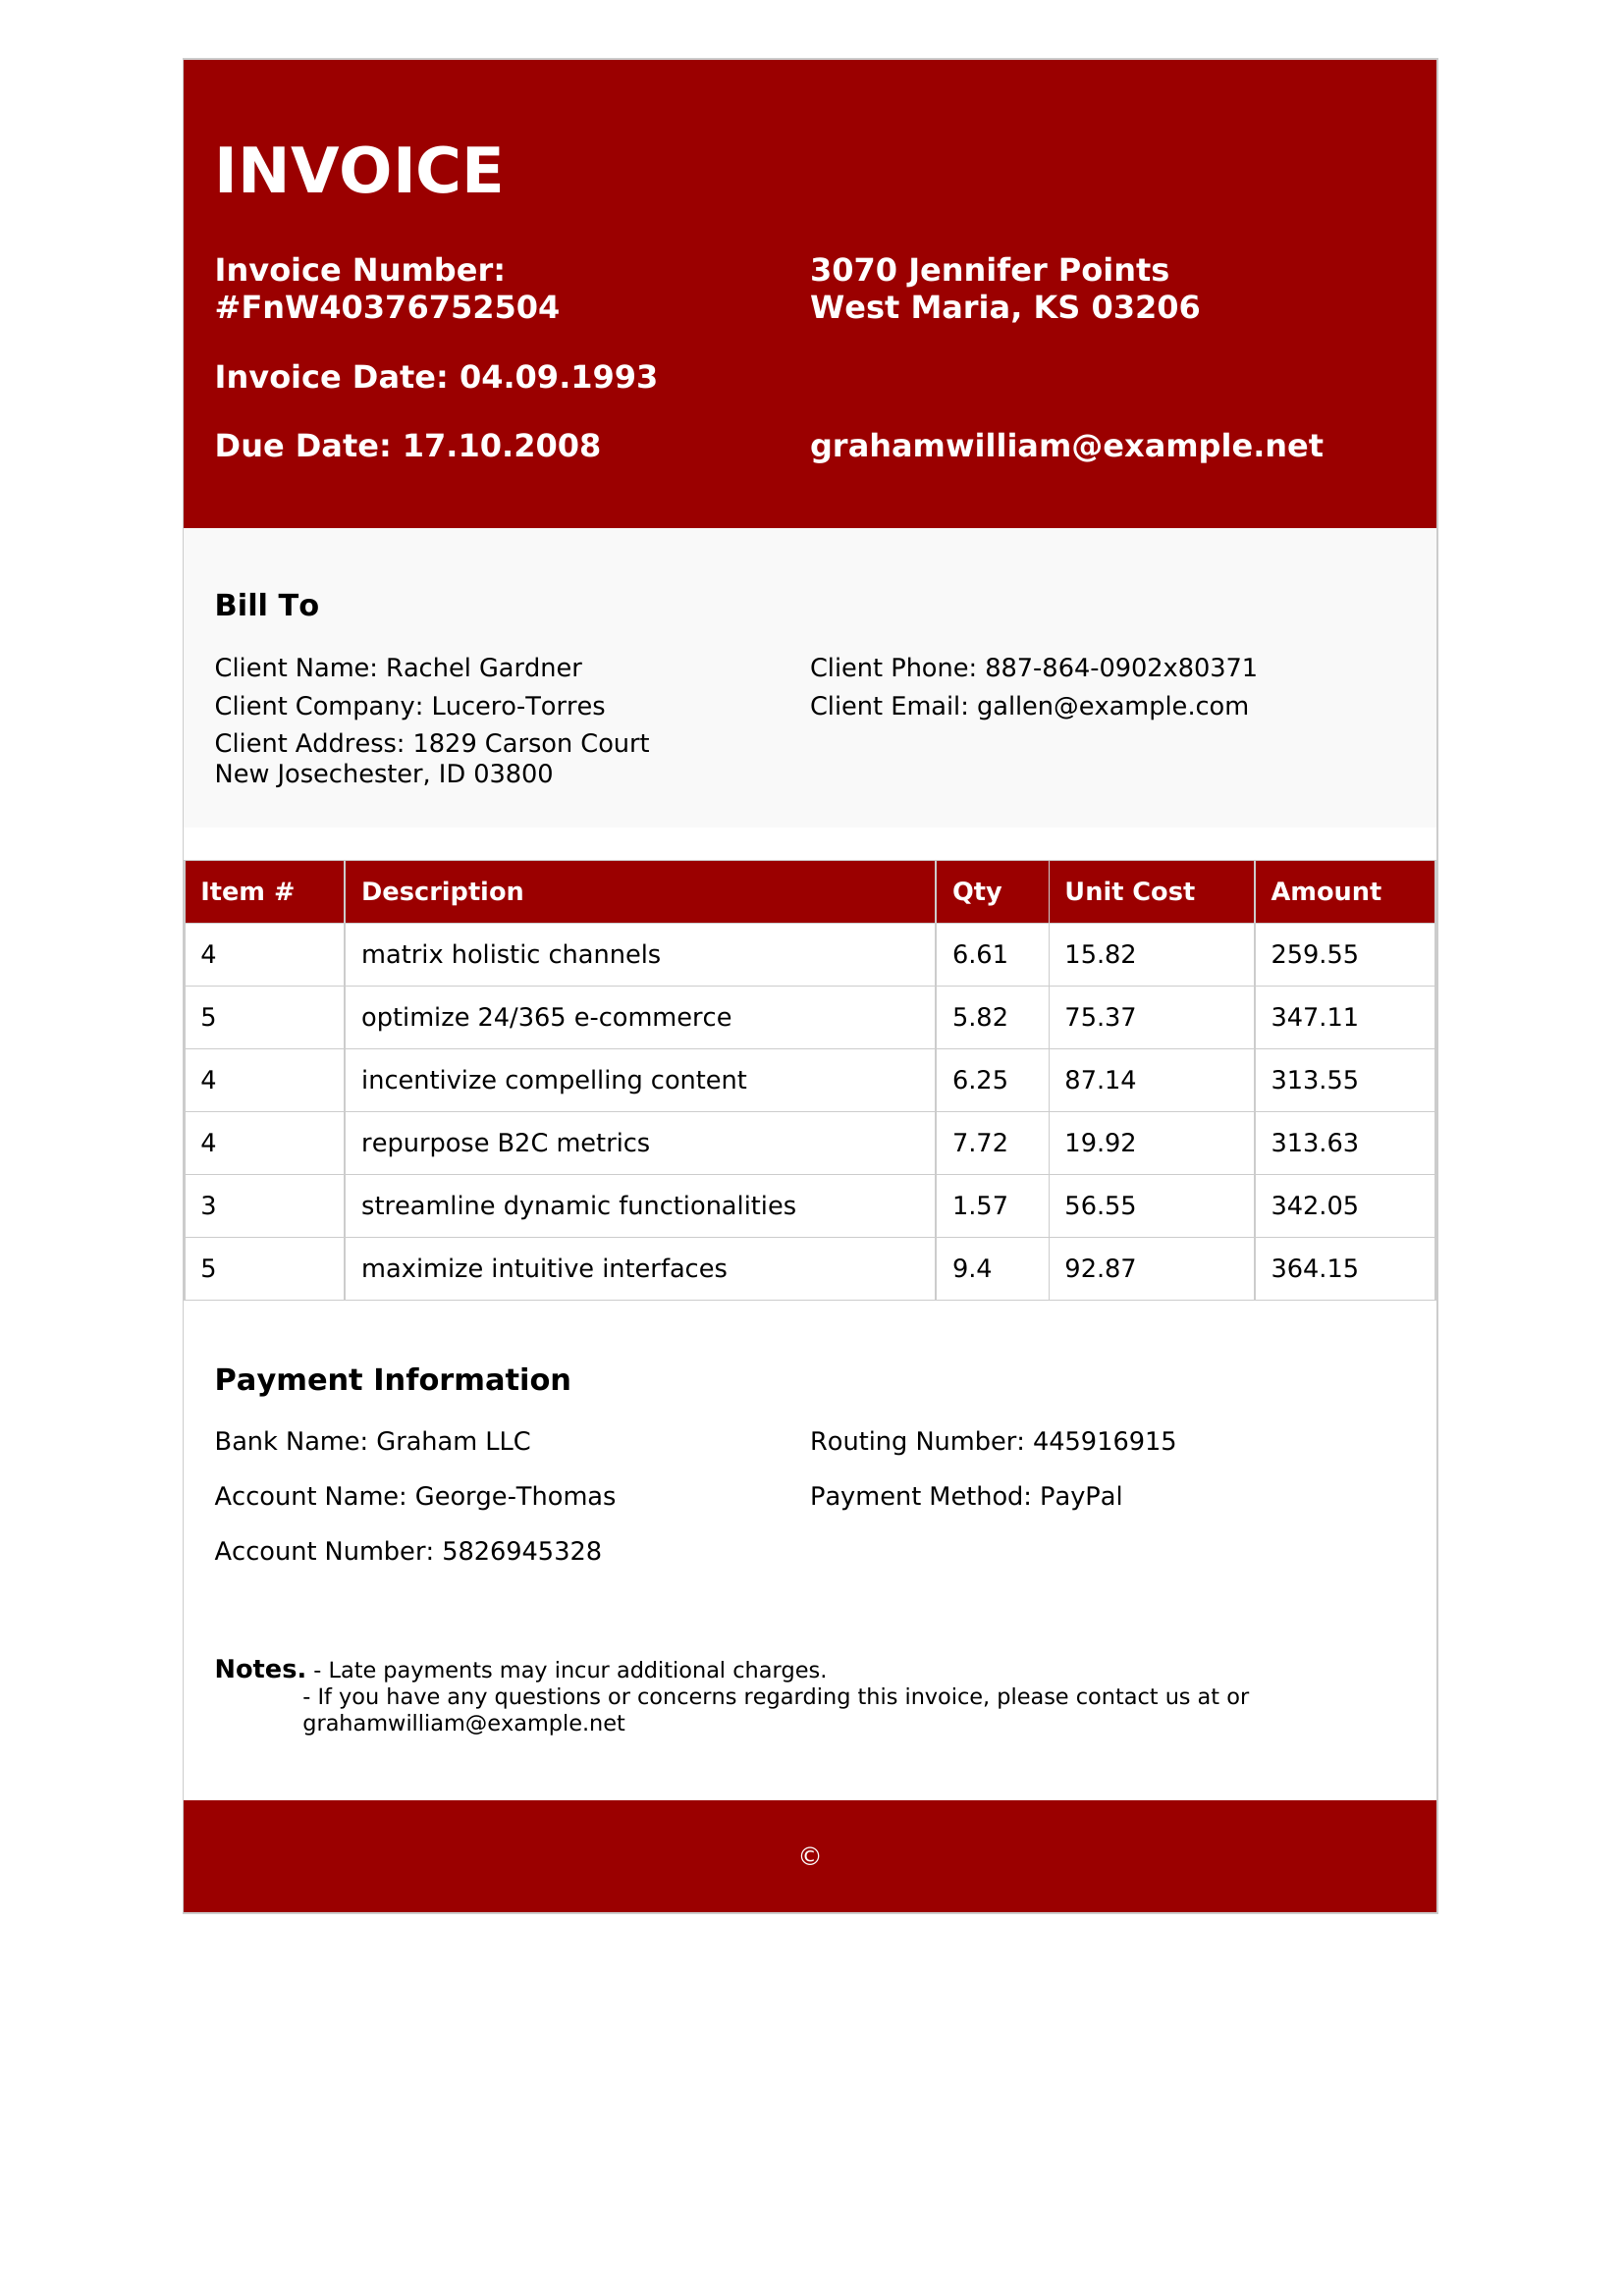 INVOICE
Invoice Number:
#FnW40376752504
3070 Jennifer Points
West Maria, KS 03206
Invoice Date: 04.09.1993
Due Date: 17.10.2008
grahamwilliam@example.net
Bill To
Client Name: Rachel Gardner
Client Phone: 887-864-0902x80371
Client Company: Lucero-Torres
Client Email: gallen@example.com
Client Address: 1829 Carson Court
New Josechester, ID 03800
Item # Description Qty Unit Cost Amount
4 matrix holistic channels 6.61 15.82 259.55
5 optimize 24/365 e-commerce 5.82 75.37 347.11
4 incentivize compelling content 6.25 87.14 313.55
4 repurpose B2C metrics 7.72 19.92 313.63
3 streamline dynamic functionalities 1.57 56.55 342.05
5 maximize intuitive interfaces 9.4 92.87 364.15
Payment Information
Bank Name: Graham LLC
Routing Number: 445916915
Account Name: George-Thomas
Payment Method: PayPal
Account Number: 5826945328
Notes. - Late payments may incur additional charges.
- If you have any questions or concerns regarding this invoice, please contact us at or
grahamwilliam@example.net
©